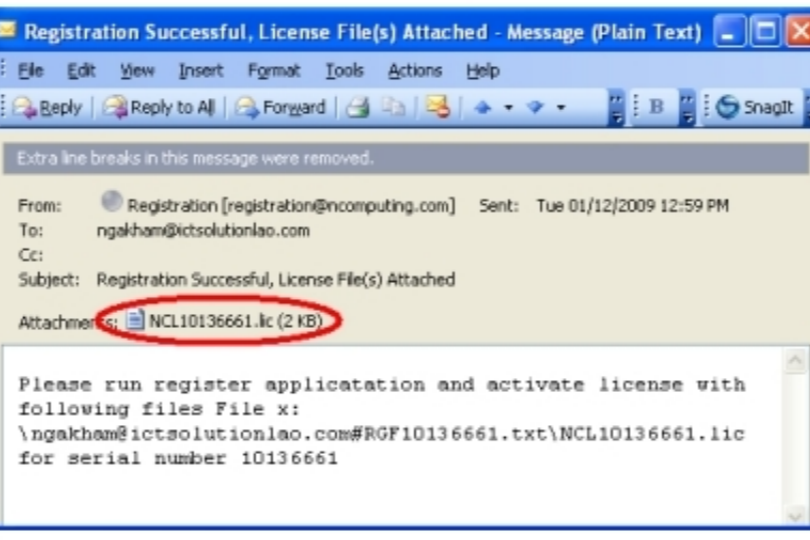 Registration Successful, License File(s) Attached - Message (Plain Text)
File Edit View Insert Format Tools Actions Help
Reply Reply to All Forward B SnagIt
Extra line breaks in this message were removed.
From: Registration [registration@ncomputing.com] Sent: Tue 01/12/2009 12:59 PM
To: ngakham@ictsolutionlao.com
Cc:
Subject: Registration Successful, License File(s) Attached
Attachments: NCL10136661.lic (2 KB)
Please run register applicatation and activate license with
following files File x:
\ngakham@ictsolutionlao.com#RGF10136661.txt\NCL10136661.lic
for serial number 10136661